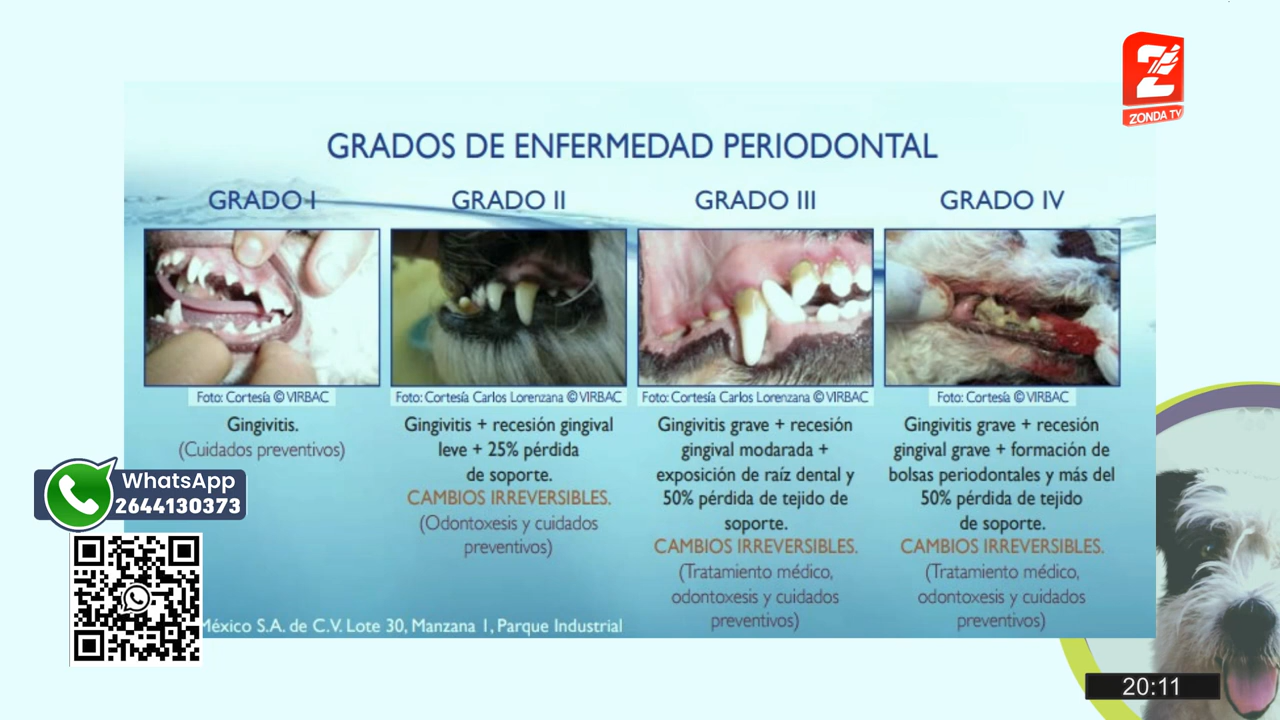 ZONDA TV
GRADOS DE ENFERMEDAD PERIODONTAL
GRADO I
Foto: Cortesía © VIRBAC
Gingivitis.
(Cuidados preventivos)
GRADO II
Foto: Cortesía Carlos Lorenzana © VIRBAC
Gingivitis + recesión gingival
leve + 25% pérdida
de soporte.
CAMBIOS IRREVERSIBLES.
(Odontoxesis y cuidados
preventivos)
GRADO III
Foto: Cortesía Carlos Lorenzana © VIRBAC
Gingivitis grave + recesión
gingival modarada +
exposición de raíz dental y
50% pérdida de tejido de
soporte.
CAMBIOS IRREVERSIBLES.
(Tratamiento médico,
odontoxesis y cuidados
preventivos)
GRADO IV
Foto: Cortesía © VIRBAC
Gingivitis grave + recesión
gingival grave + formación de
bolsas periodontales y más del
50% pérdida de tejido
de soporte.
CAMBIOS IRREVERSIBLES.
(Tratamiento médico,
odontoxesis y cuidados
preventivos)
WhatsApp
2644130373
México S.A. de C.V. Lote 30, Manzana 1, Parque Industrial
20:11